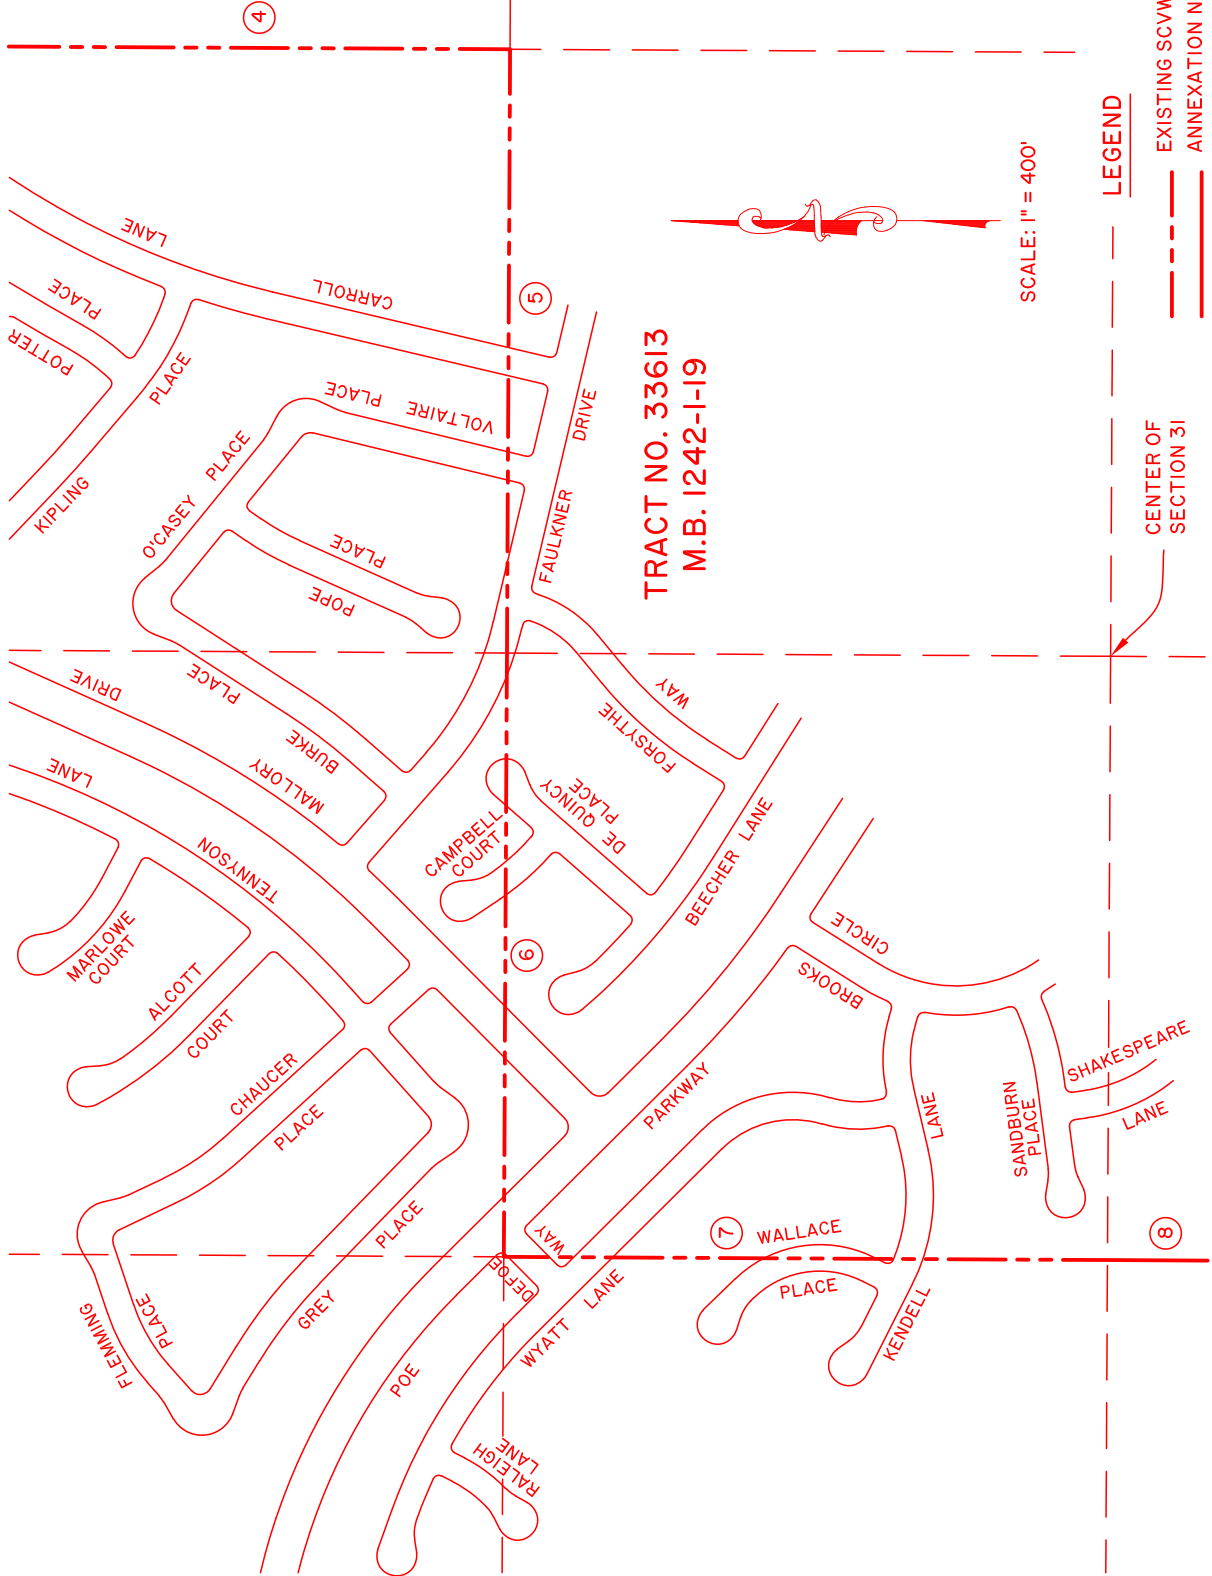 4
LANE
CARROLL
PLACE
POTTER
PLACE
KIPLING
5
VOLTAIRE PLACE
O'CASEY PLACE
DRIVE
FAULKNER
PLACE
POPE
TRACT NO. 33613
M.B. 1242-1-19
N
SCALE: 1" = 400'
LEGEND
EXISTING SCVW
ANNEXATION N
CENTER OF
SECTION 31
DRIVE
MALLORY
PLACE
BURKE
LANE
TENNYSON
WAY
FORSYTHE
DE QUINCY
PLACE
CAMPBELL
COURT
BEECHER LANE
6
MARLOWE
COURT
ALCOTT
COURT
CHAUCER
PLACE
CIRCLE
BROOKS
PARKWAY
SHAKESPEARE
LANE
SANDBURN
PLACE
LANE
KENDELL
FLEMMING
PLACE
GREY
PLACE
POE
WAY
DEFOE
WYATT
LANE
7
WALLACE
PLACE
8
RALEIGH
LANE